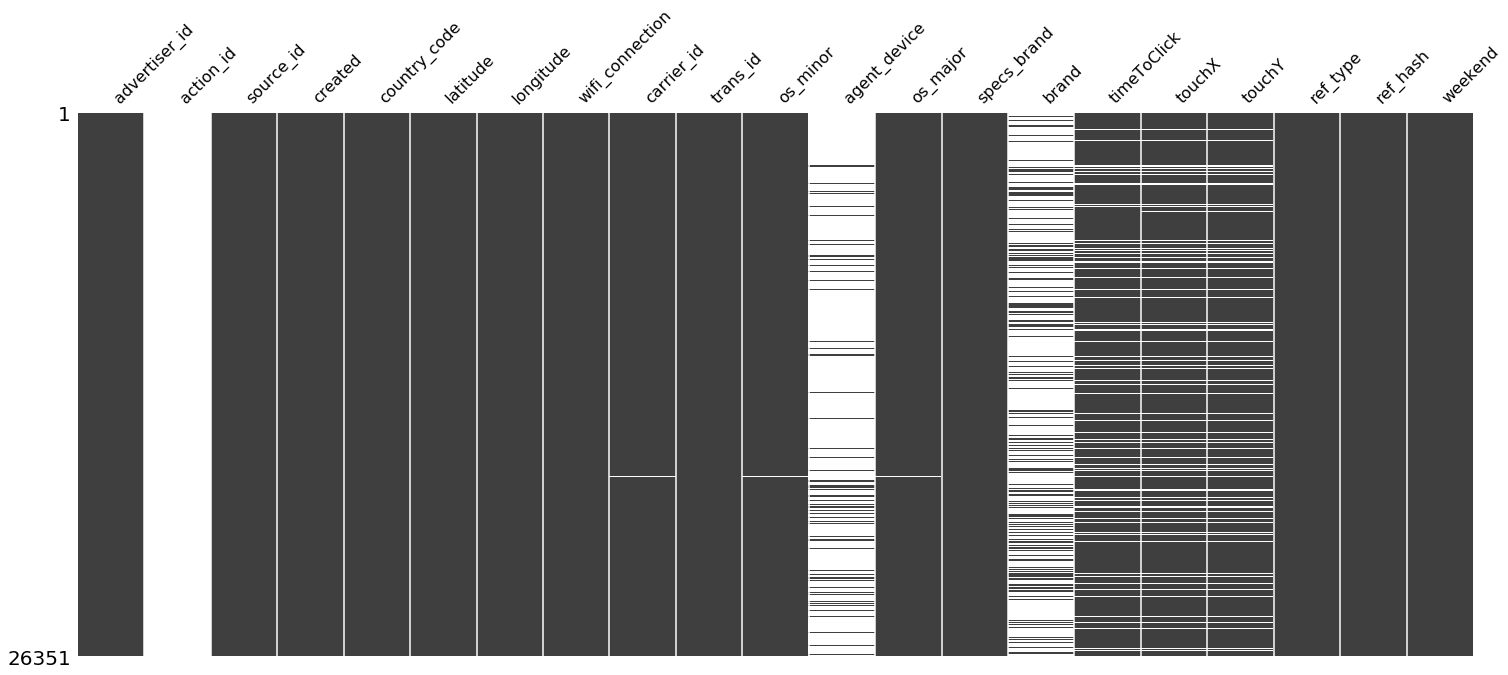 advertiser_id
action_id
source_id
created
country_code
latitude
longitude
wifi_connection
carrier_id
trans_id
os_minor
agent_device
os_major
specs_brand
brand
timeToClick
touchX
touchY
ref_type
ref_hash
weekend
1
26351